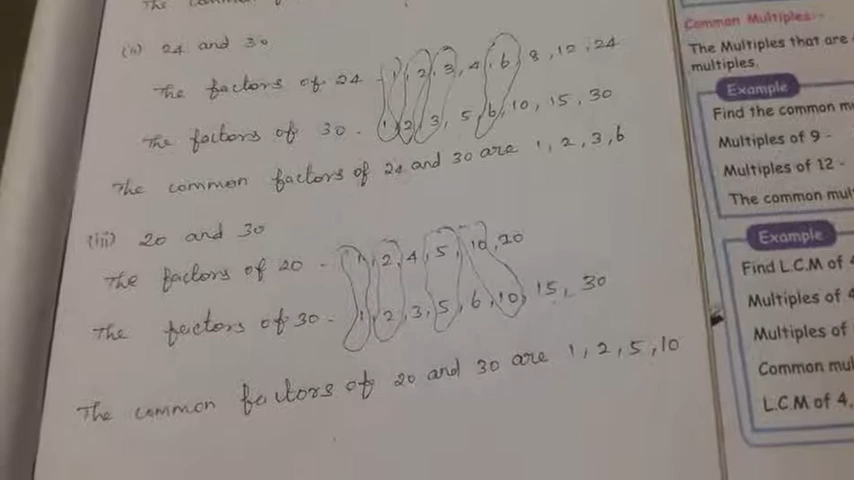 The common
(ii) 24 and 30
The factors of 24 - 1, 2, 3, 4, 6, 8, 12, 24
The factors of 30 - 1, 2, 3, 5, 6, 10, 15, 30
The common factors of 24 and 30 are 1, 2, 3, 6
(iii) 20 and 30
The factors of 20 - 1, 2, 4, 5, 10, 20
The factors of 30 - 1, 2, 3, 5, 6, 10, 15, 30
The common factors of 20 and 30 are 1, 2, 5, 10
Common Multiples:-
The Multiples that are
multiples.
Example
Find the common
Multiples of 9 -
Multiples of 12 -
The common
Example
Find L.C.M of
Multiples of
Multiples of
Common
L.C.M of 4,